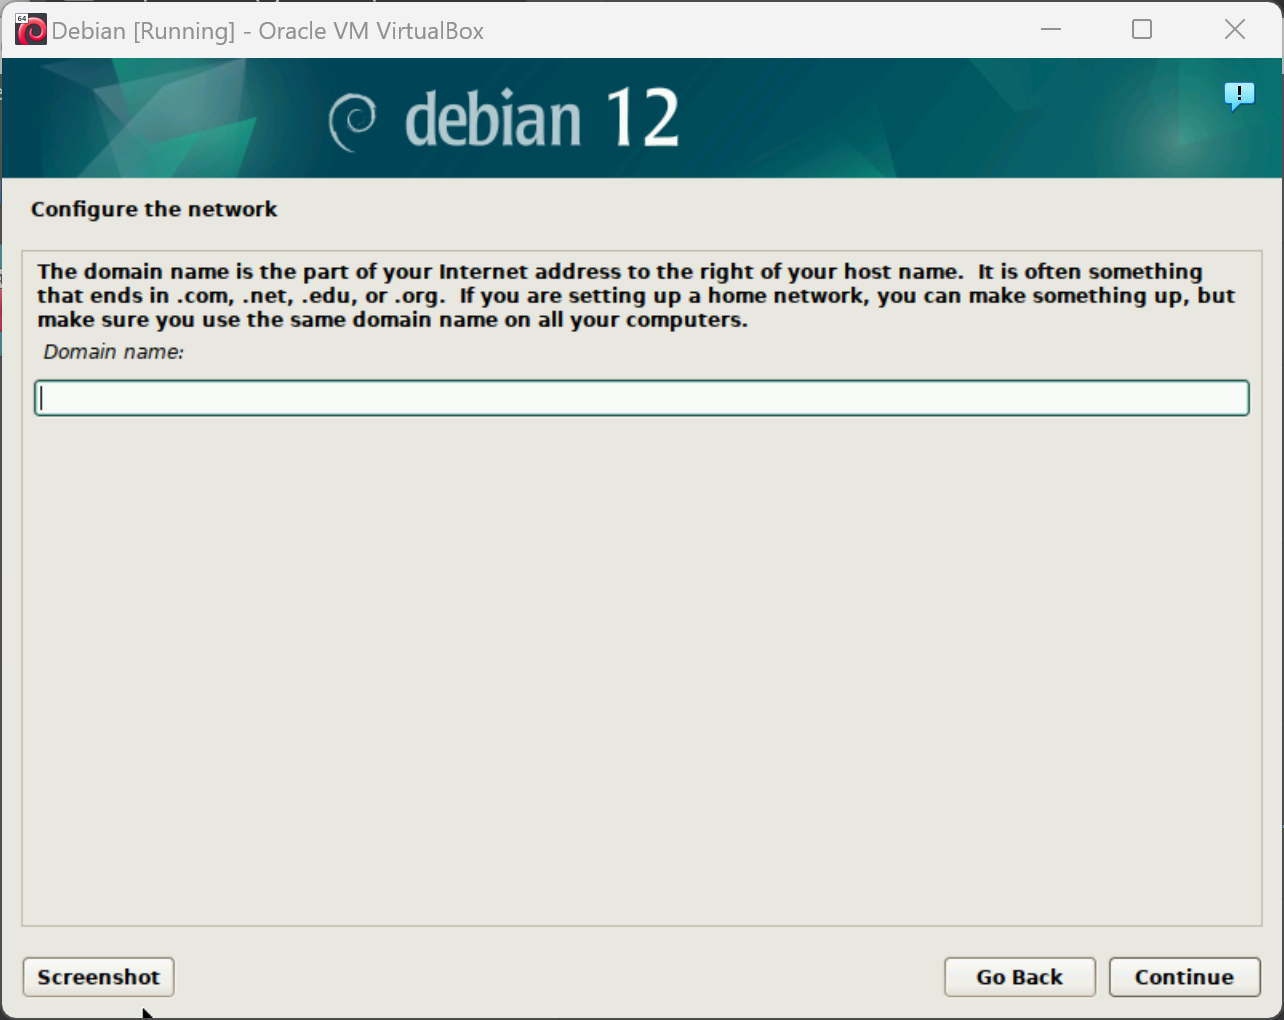 64
Debian [Running] - Oracle VM VirtualBox
debian 12
!
Configure the network
The domain name is the part of your Internet address to the right of your host name.  It is often something
that ends in .com, .net, .edu, or .org.  If you are setting up a home network, you can make something up, but
make sure you use the same domain name on all your computers.
Domain name:
Screenshot
Go Back
Continue